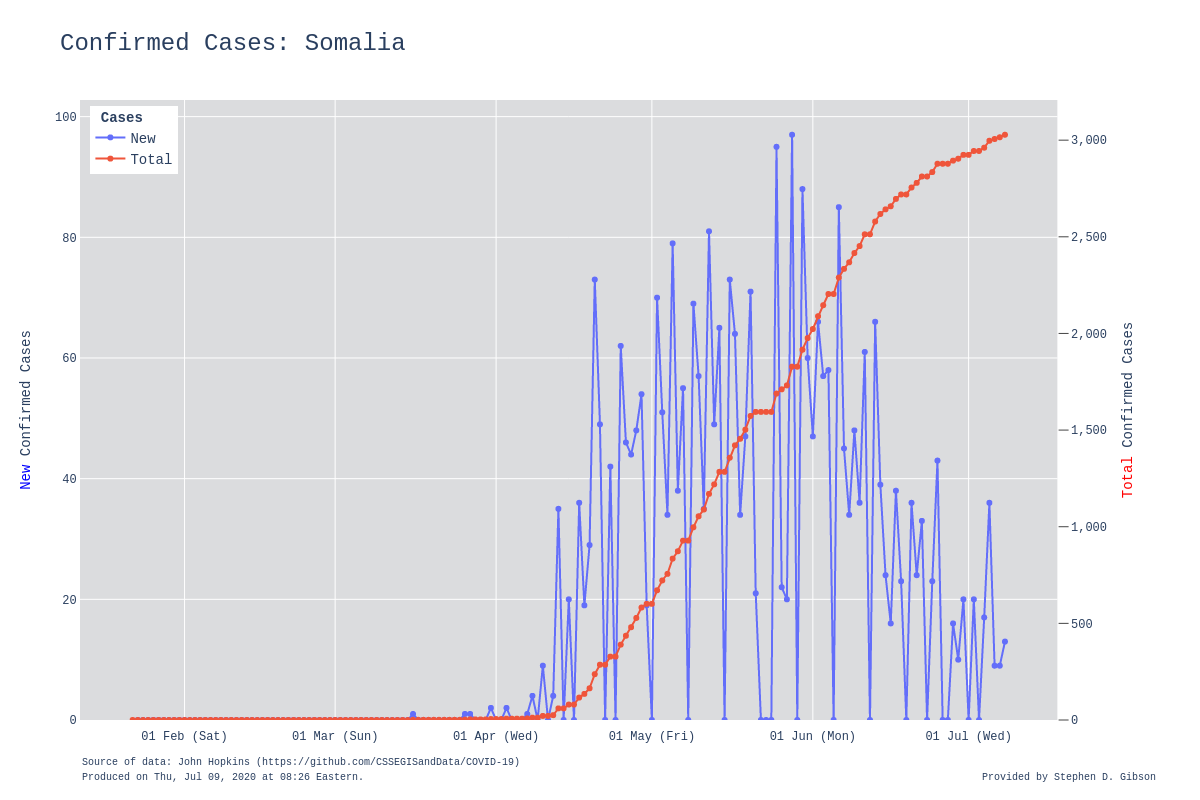 Confirmed Cases: Somalia
Cases
New
Total
100
80
60
40
20
0
3,000
2,500
2,000
1,500
1,000
500
0
New Confirmed Cases
Total Confirmed Cases
01 Feb (Sat)
01 Mar (Sun)
01 Apr (Wed)
01 May (Fri)
01 Jun (Mon)
01 Jul (Wed)
Source of data: John Hopkins (https://github.com/CSSEGISandData/COVID-19)
Produced on Thu, Jul 09, 2020 at 08:26 Eastern.
Provided by Stephen D. Gibson